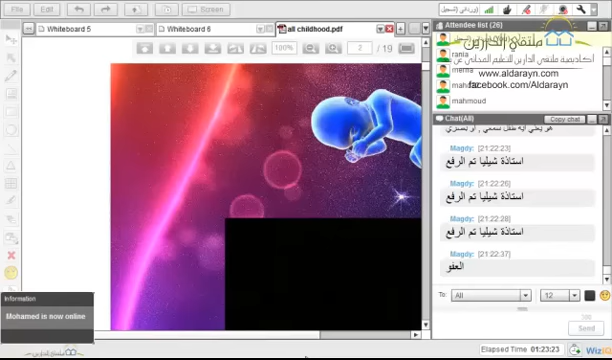 File
Edit
Screen
Whiteboard 5
Whiteboard 6
all childhood.pdf
100%
2
/ 19
Attendee list (26)
rania
mahmoud
ملتقي الدارين
www.aldarayn.com
facebook.com/Aldarayn
Chat(All)
Copy chat
Magdy: [21:22:23]
استاذة شيليا تم الرفع
Magdy: [21:22:26]
استاذة شيليا تم الرفع
Magdy: [21:22:28]
استاذة شيليا تم الرفع
Magdy: [21:22:37]
العفو
To:
All
12
300
Send
Information
Mohamed is now online
Elapsed Time 01:23:23